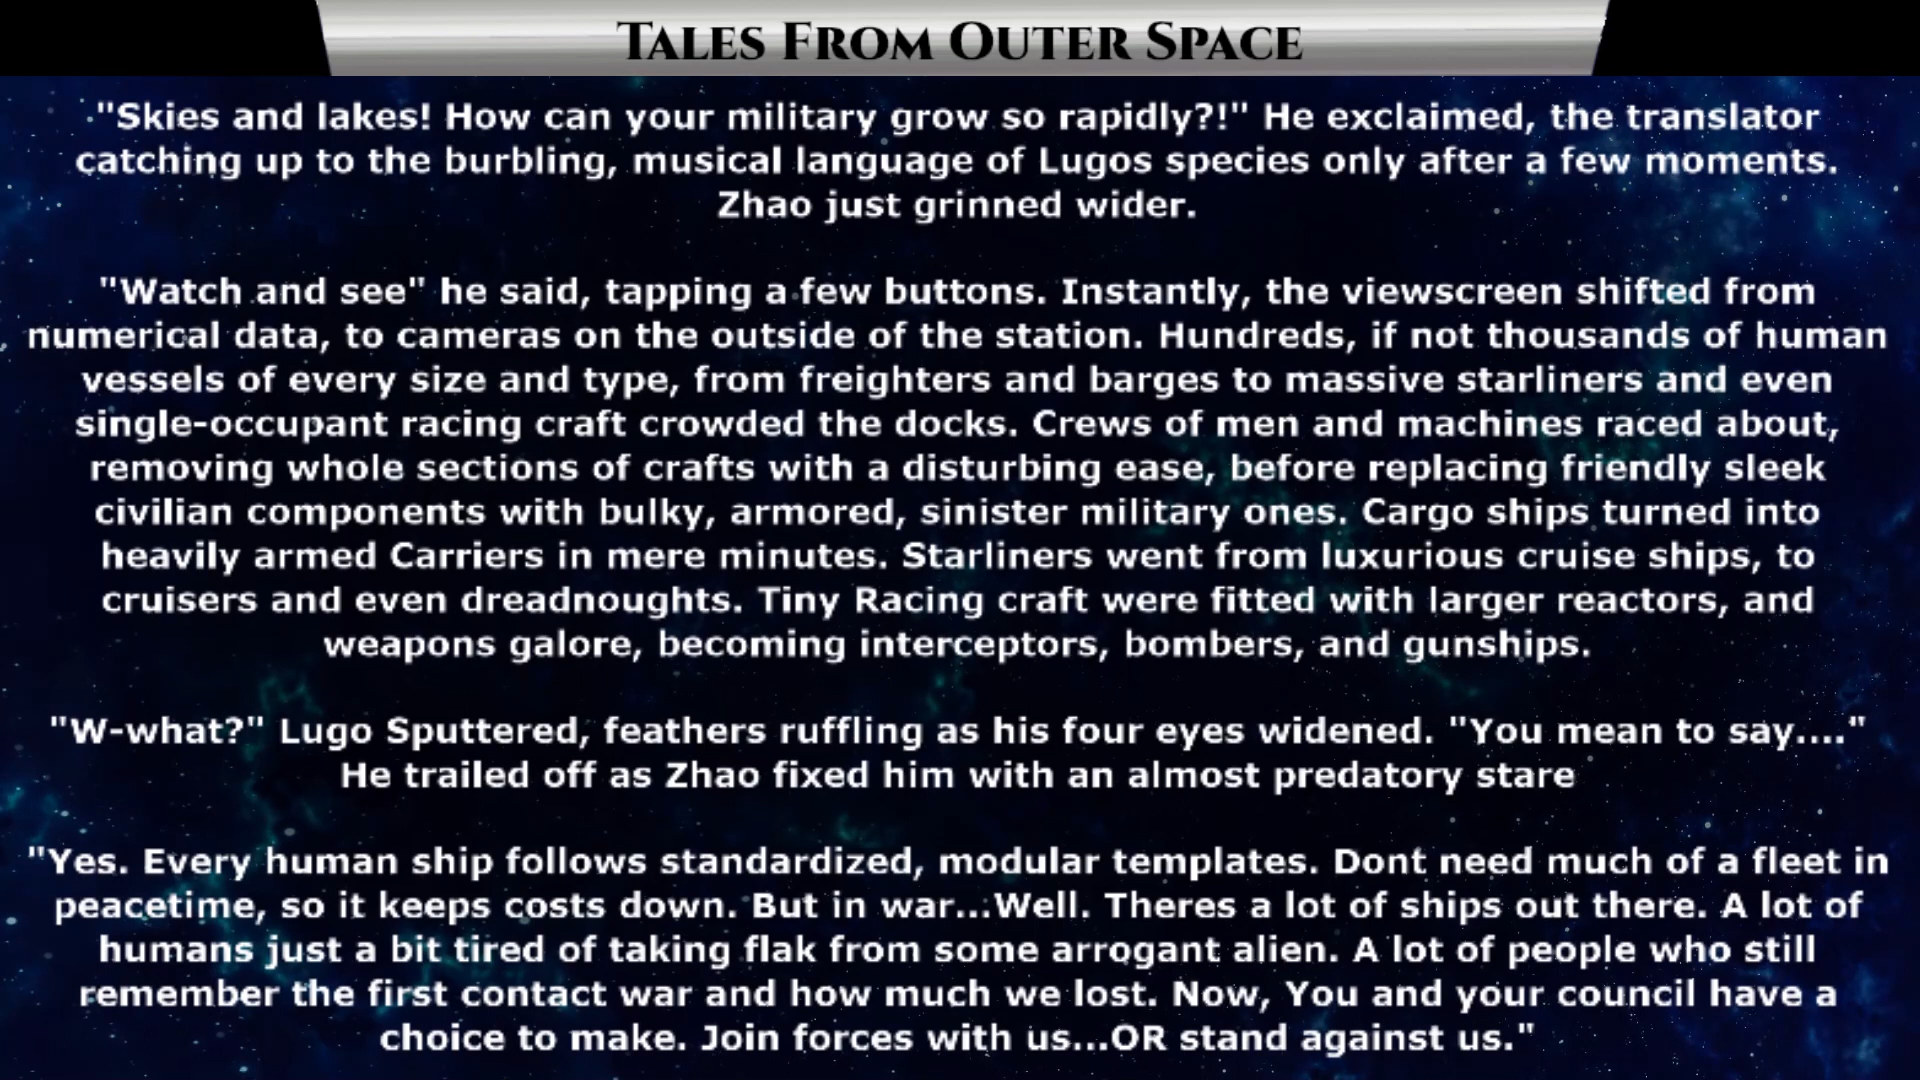 Tales From Outer Space
"Skies and lakes! How can your military grow so rapidly?!" He exclaimed, the translator
catching up to the burbling, musical language of Lugos species only after a few moments.
Zhao just grinned wider.
"Watch and see" he said, tapping a few buttons. Instantly, the viewscreen shifted from
numerical data, to cameras on the outside of the station. Hundreds, if not thousands of human
vessels of every size and type, from freighters and barges to massive starliners and even
single-occupant racing craft crowded the docks. Crews of men and machines raced about,
removing whole sections of crafts with a disturbing ease, before replacing friendly sleek
civilian components with bulky, armored, sinister military ones. Cargo ships turned into
heavily armed Carriers in mere minutes. Starliners went from luxurious cruise ships, to
cruisers and even dreadnoughts. Tiny Racing craft were fitted with larger reactors, and
weapons galore, becoming interceptors, bombers, and gunships.
"W-what?" Lugo Sputtered, feathers ruffling as his four eyes widened. "You mean to say...."
He trailed off as Zhao fixed him with an almost predatory stare
"Yes. Every human ship follows standardized, modular templates. Dont need much of a fleet in
peacetime, so it keeps costs down. But in war...Well. Theres a lot of ships out there. A lot of
humans just a bit tired of taking flak from some arrogant alien. A lot of people who still
remember the first contact war and how much we lost. Now, You and your council have a
choice to make. Join forces with us...OR stand against us."